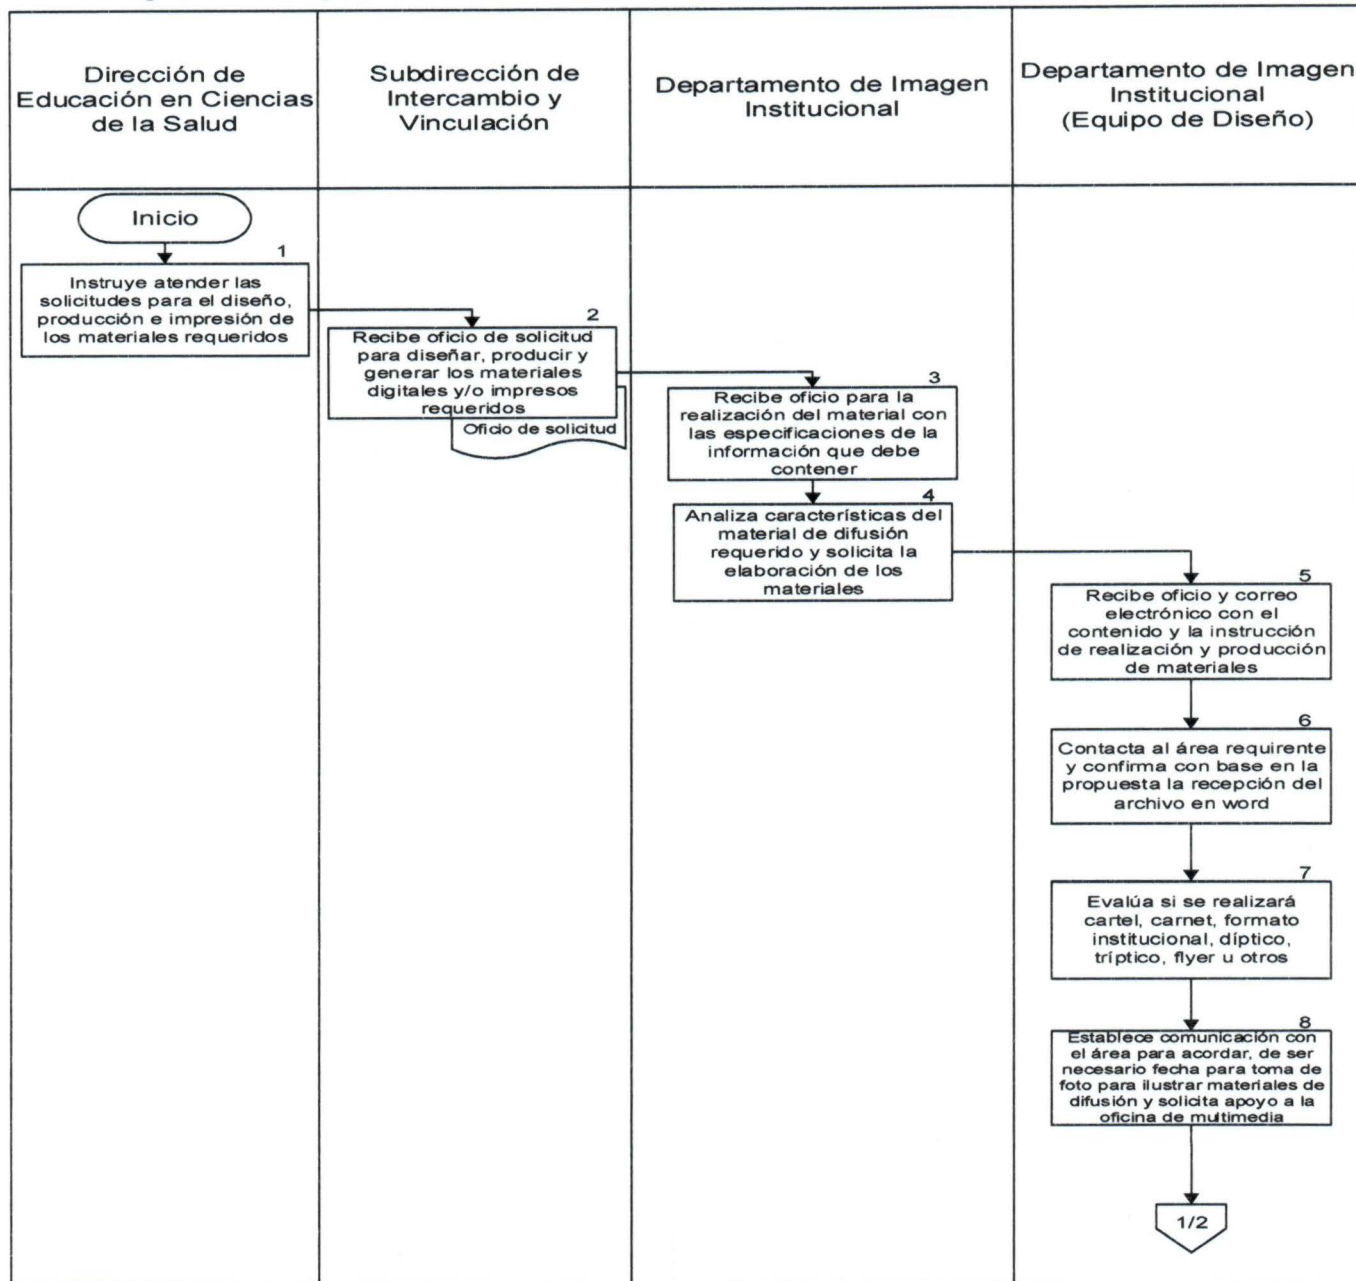 Dirección de
Educación en Ciencias
de la Salud
Subdirección de
Intercambio y
Vinculación
Departamento de Imagen
Institucional
Departamento de Imagen
Institucional
(Equipo de Diseño)
Inicio
1
Instruye atender las
solicitudes para el diseño,
producción e impresión de
los materiales requeridos
2
Recibe oficio de solicitud
para diseñar, producir y
generar los materiales
digitales y/o impresos
requeridos
Oficio de solicitud
3
Recibe oficio para la
realización del material con
las especificaciones de la
información que debe
contener
4
Analiza características del
material de difusión
requerido y solicita la
elaboración de los
materiales
5
Recibe oficio y correo
electrónico con el
contenido y la instrucción
de realización y producción
de materiales
6
Contacta al área requirente
y confirma con base en la
propuesta la recepción del
archivo en word
7
Evalúa si se realizará
cartel, carnet, formato
institucional, díptico,
tríptico, flyer u otros
8
Establece comunicación con
el área para acordar, de ser
necesario fecha para toma de
foto para ilustrar materiales de
difusión y solicita apoyo a la
oficina de multimedia
1/2